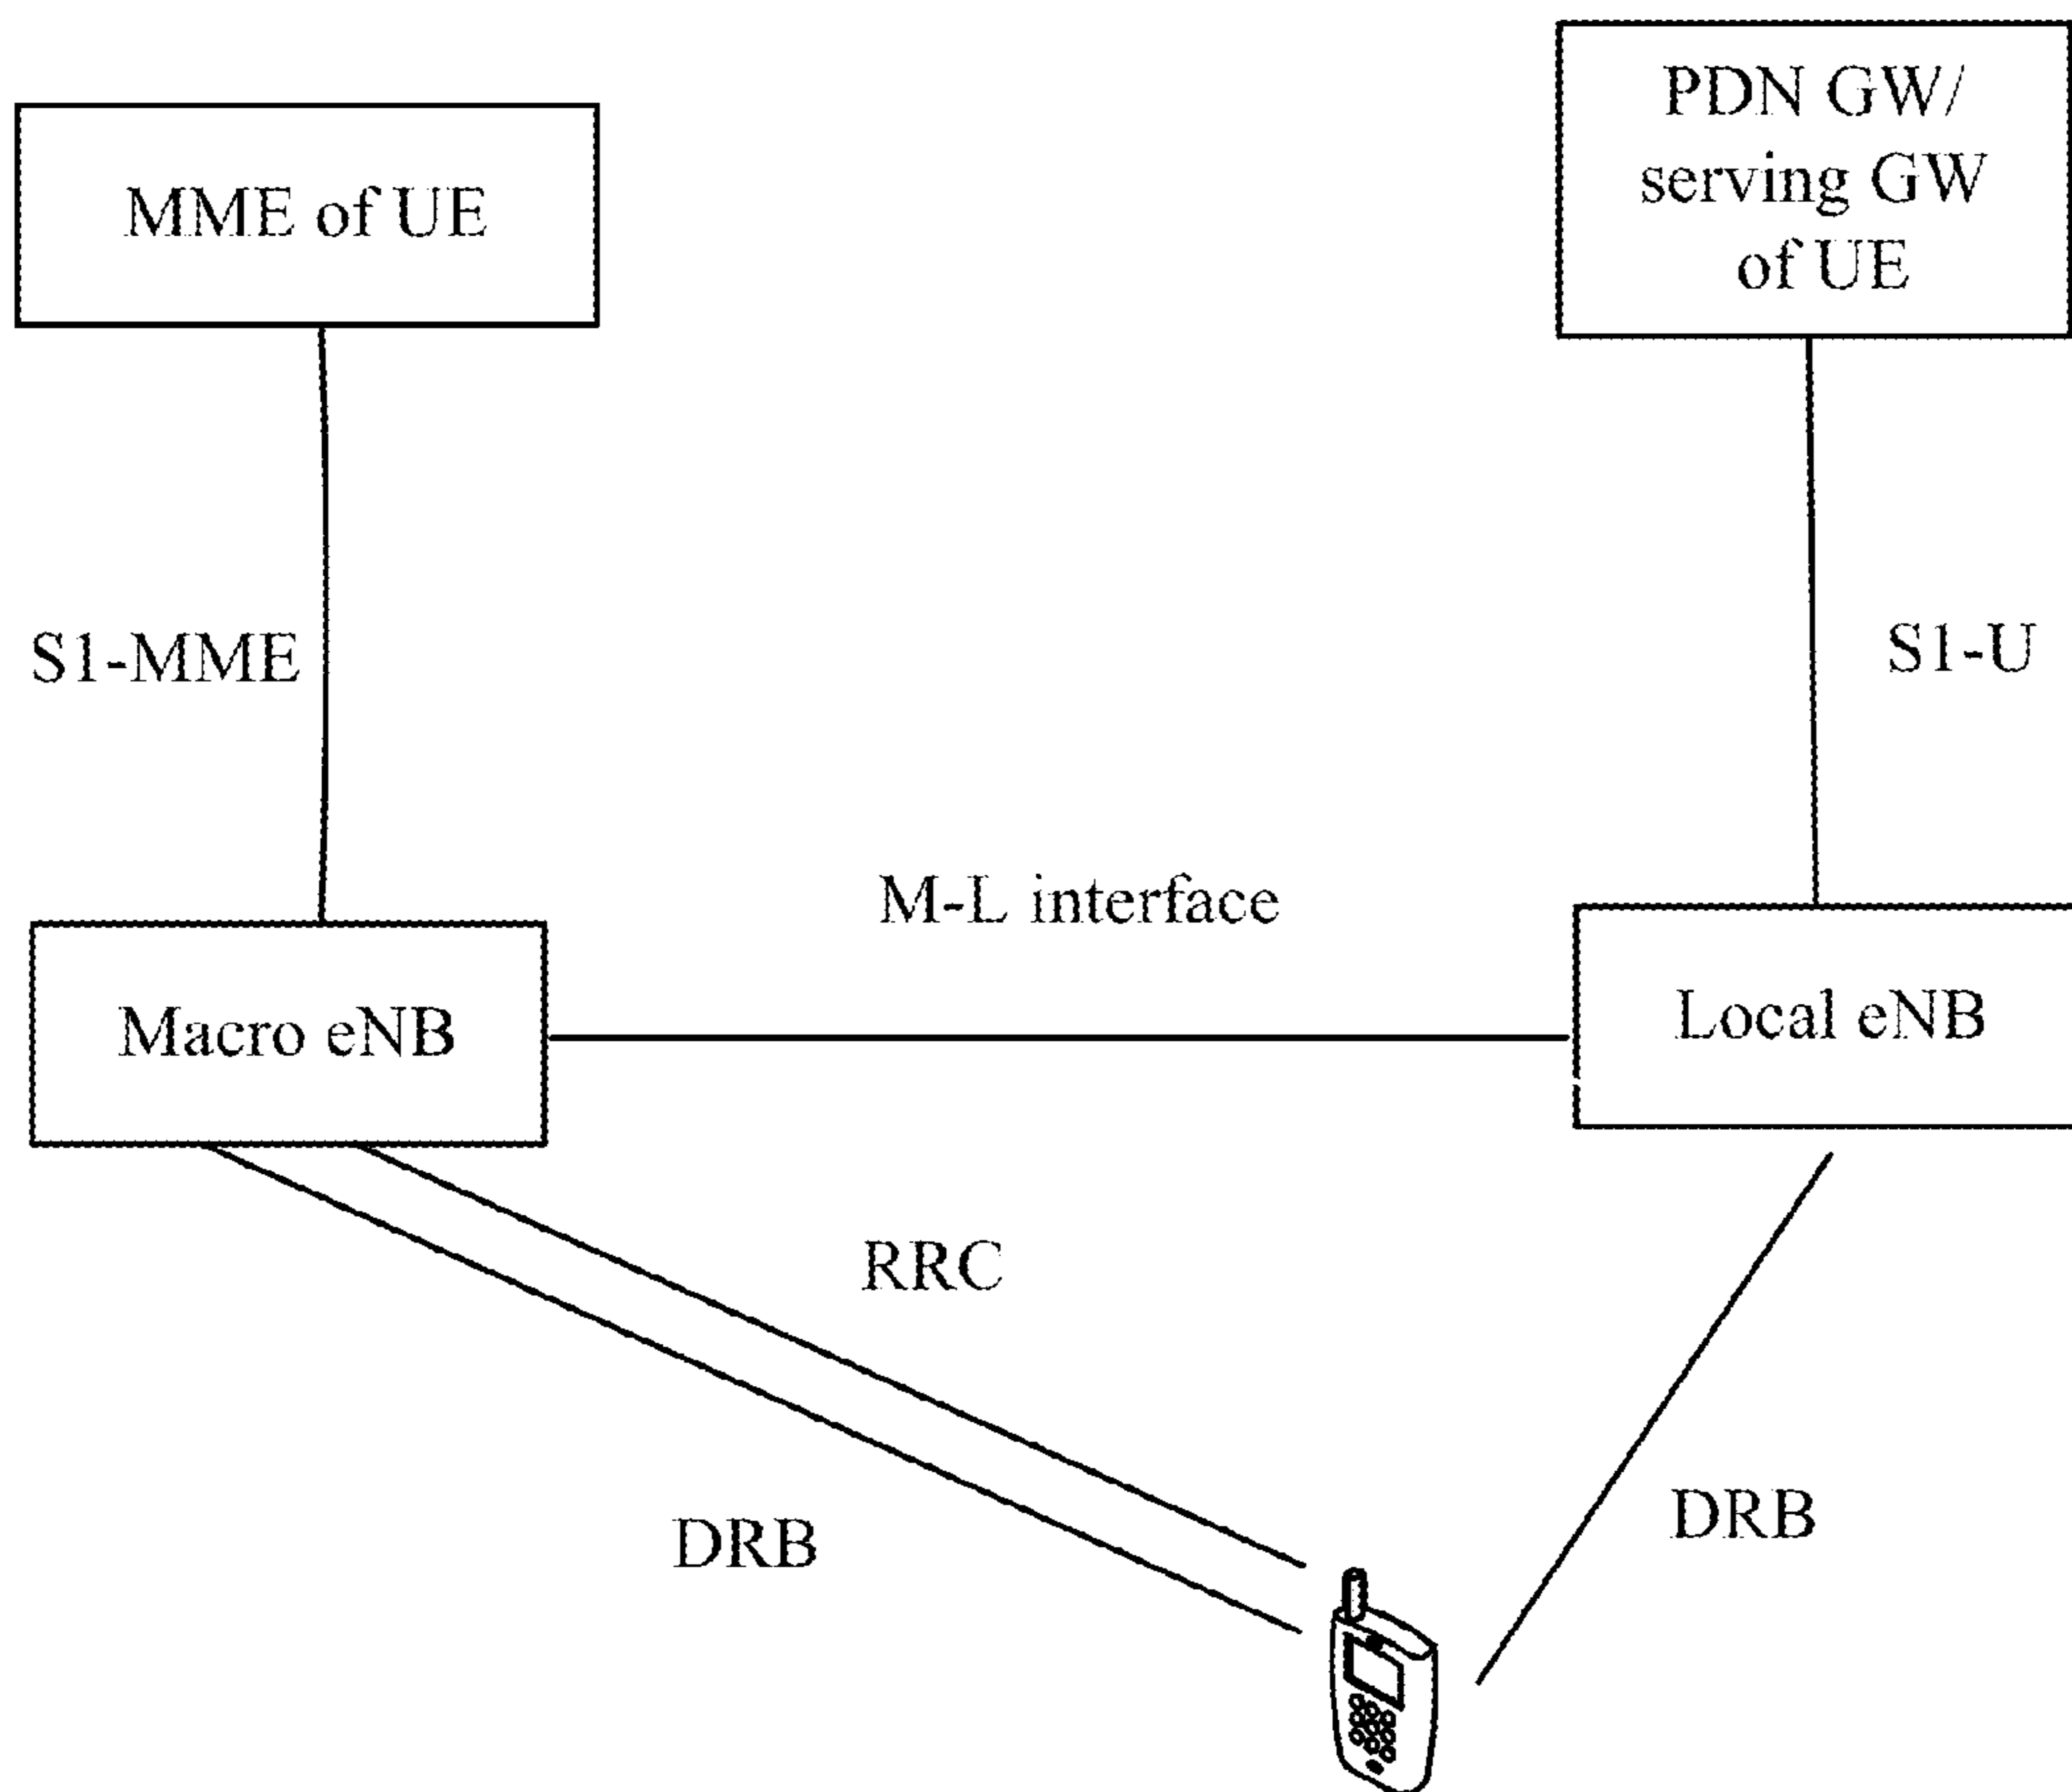 PDN GW/
serving GW
of UE
MME of UE
S1-MME
S1-U
M-L interface
Macro eNB
Local eNB
RRC
DRB
DRB